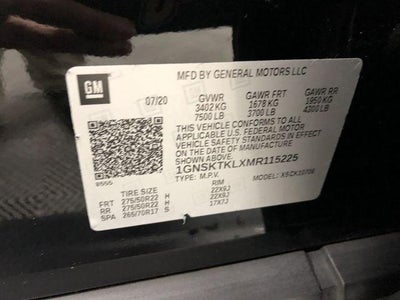 MFD BY GENERAL MOTORS LLC
GM
07/20 GVWR GAWR FRT GAWR RR
3402 KG 1678 KG 1950 KG
7500 LB 3700 LB 4300 LB
THIS VEHICLE CONFORMS TO ALL
APPLICABLE U.S. FEDERAL MOTOR
VEHICLE SAFETY STANDARDS IN EFFECT
ON THE DATE OF MANUFACTURE
SHOWN ABOVE.
1GNSKTKLXMR115225
TYPE: M.P.V. MODEL: X5CK10706
TIRE SIZE RIM
FRT 275/50R22 H 22X9J
RR 275/50R22 H 22X9J
SPA 265/70R17 S 17X7J